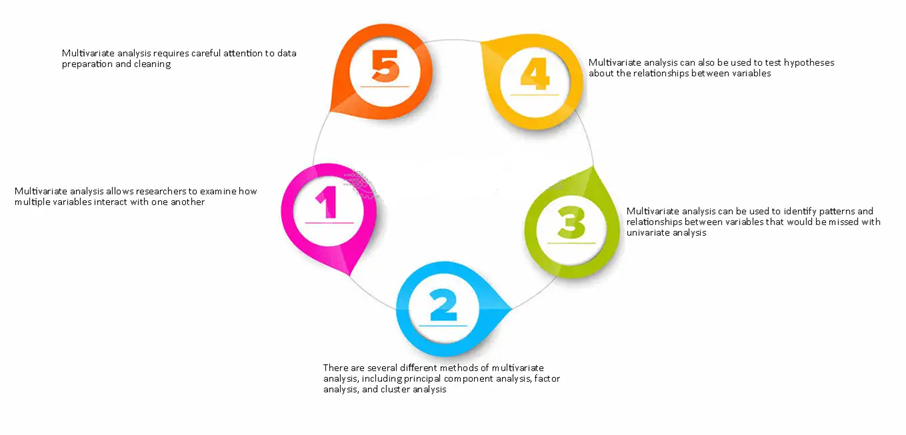 5
Multivariate analysis requires careful attention to data
preparation and cleaning
4
Multivariate analysis can also be used to test hypotheses
about the relationships between variables
1
Multivariate analysis allows researchers to examine how
multiple variables interact with one another
3
Multivariate analysis can be used to identify patterns and
relationships between variables that would be missed with
univariate analysis
2
There are several different methods of multivariate
analysis, including principal component analysis, factor
analysis, and cluster analysis